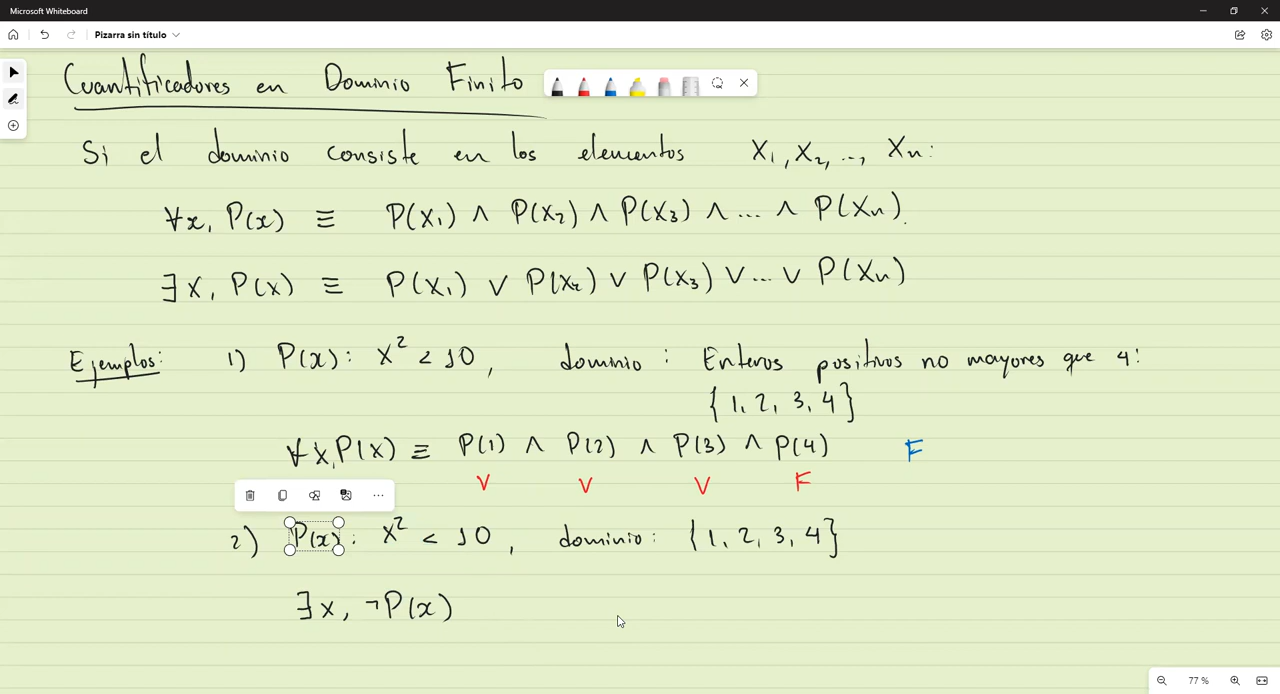 Microsoft Whiteboard
Pizarra sin título
Cuantificadores en Dominio Finito
Si el dominio consiste en los elementos X₁, X₂, ..., Xₙ:
∀x, P(x) ≡ P(X₁) ∧ P(X₂) ∧ P(X₃) ∧ ... ∧ P(Xₙ).
∃x, P(x) ≡ P(X₁) ∨ P(X₂) ∨ P(X₃) ∨ ... ∨ P(Xₙ)
Ejemplos: 1) P(x): X² < 10, dominio: Enteros positivos no mayores que 4:
{1, 2, 3, 4}
∀x, P(x) ≡ P(1) ∧ P(2) ∧ P(3) ∧ P(4) F
V V V F
2) P(x): X² < 10, dominio: {1, 2, 3, 4}
∃x, ¬P(x)
77 %